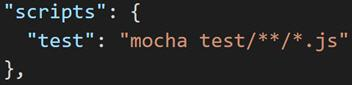 "scripts": {
"test": "mocha test/**/*.js"
},